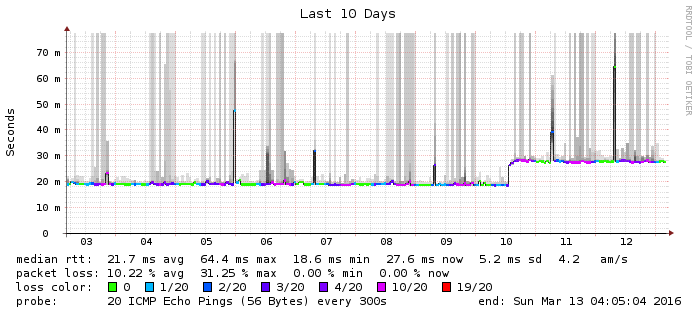 Last 10 Days
RRDTOOL / TOBI OETIKER
Seconds
70 m
60 m
50 m
40 m
30 m
20 m
10 m
0
03 04 05 06 07 08 09 10 11 12
median rtt: 21.7 ms avg 64.4 ms max 18.6 ms min 27.6 ms now 5.2 ms sd 4.2 am/s
packet loss: 10.22 % avg 31.25 % max 0.00 % min 0.00 % now
loss color: 0 1/20 2/20 3/20 4/20 10/20 19/20
probe: 20 ICMP Echo Pings (56 Bytes) every 300s end: Sun Mar 13 04:05:04 2016